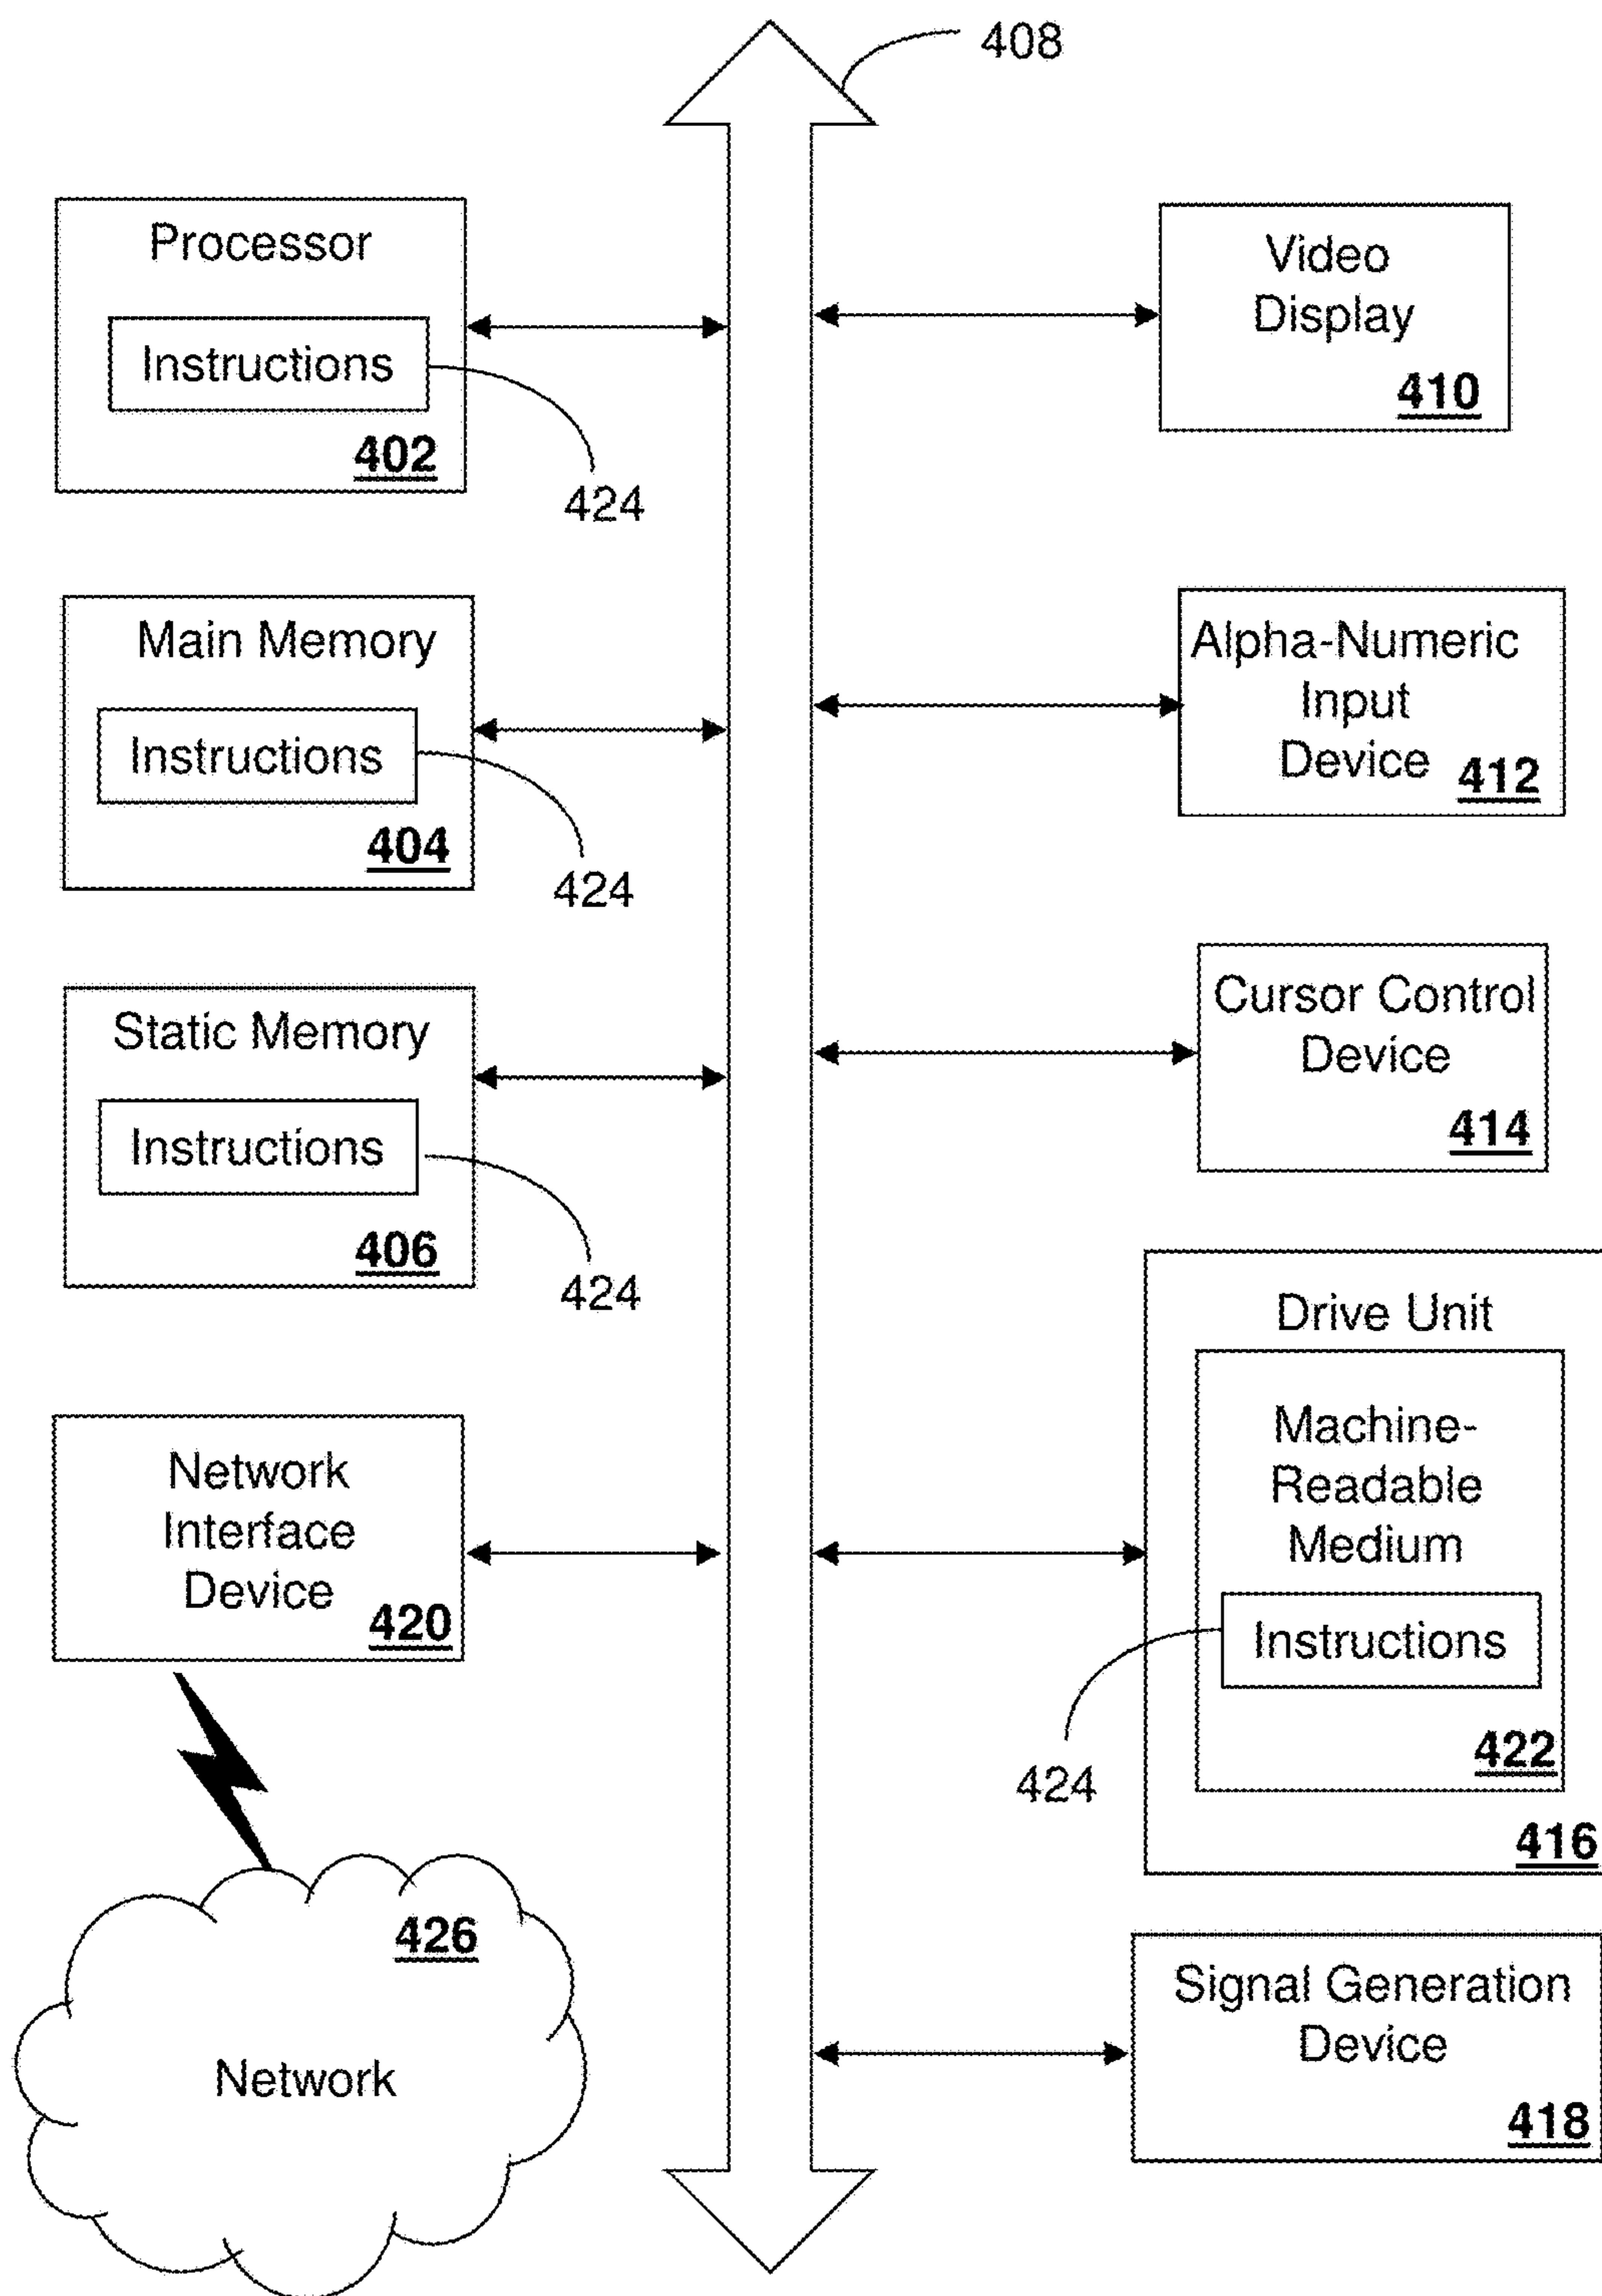 408
Processor
Instructions
402
424
Main Memory
Instructions
404
424
Static Memory
Instructions
406
424
Network
Interface
Device
420
426
Network
Video
Display
410
Alpha-Numeric
Input
Device
412
Cursor Control
Device
414
Drive Unit
Machine-
Readable
Medium
Instructions
424
422
416
Signal Generation
Device
418